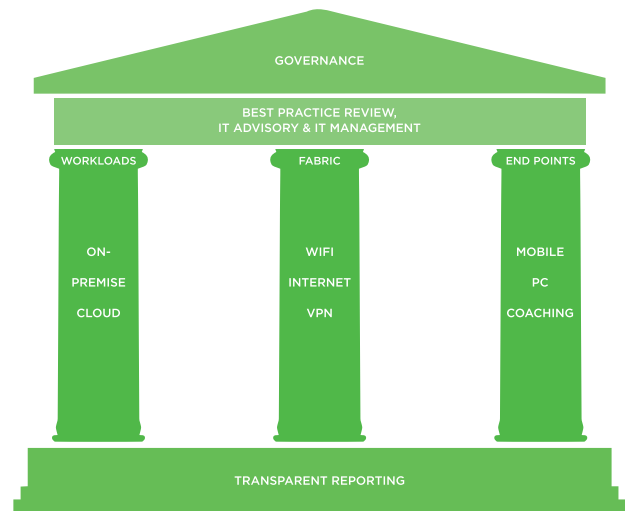 GOVERNANCE
BEST PRACTICE REVIEW,
IT ADVISORY & IT MANAGEMENT
WORKLOADS
ON-
PREMISE
CLOUD
FABRIC
WIFI
INTERNET
VPN
END POINTS
MOBILE
PC
COACHING
TRANSPARENT REPORTING